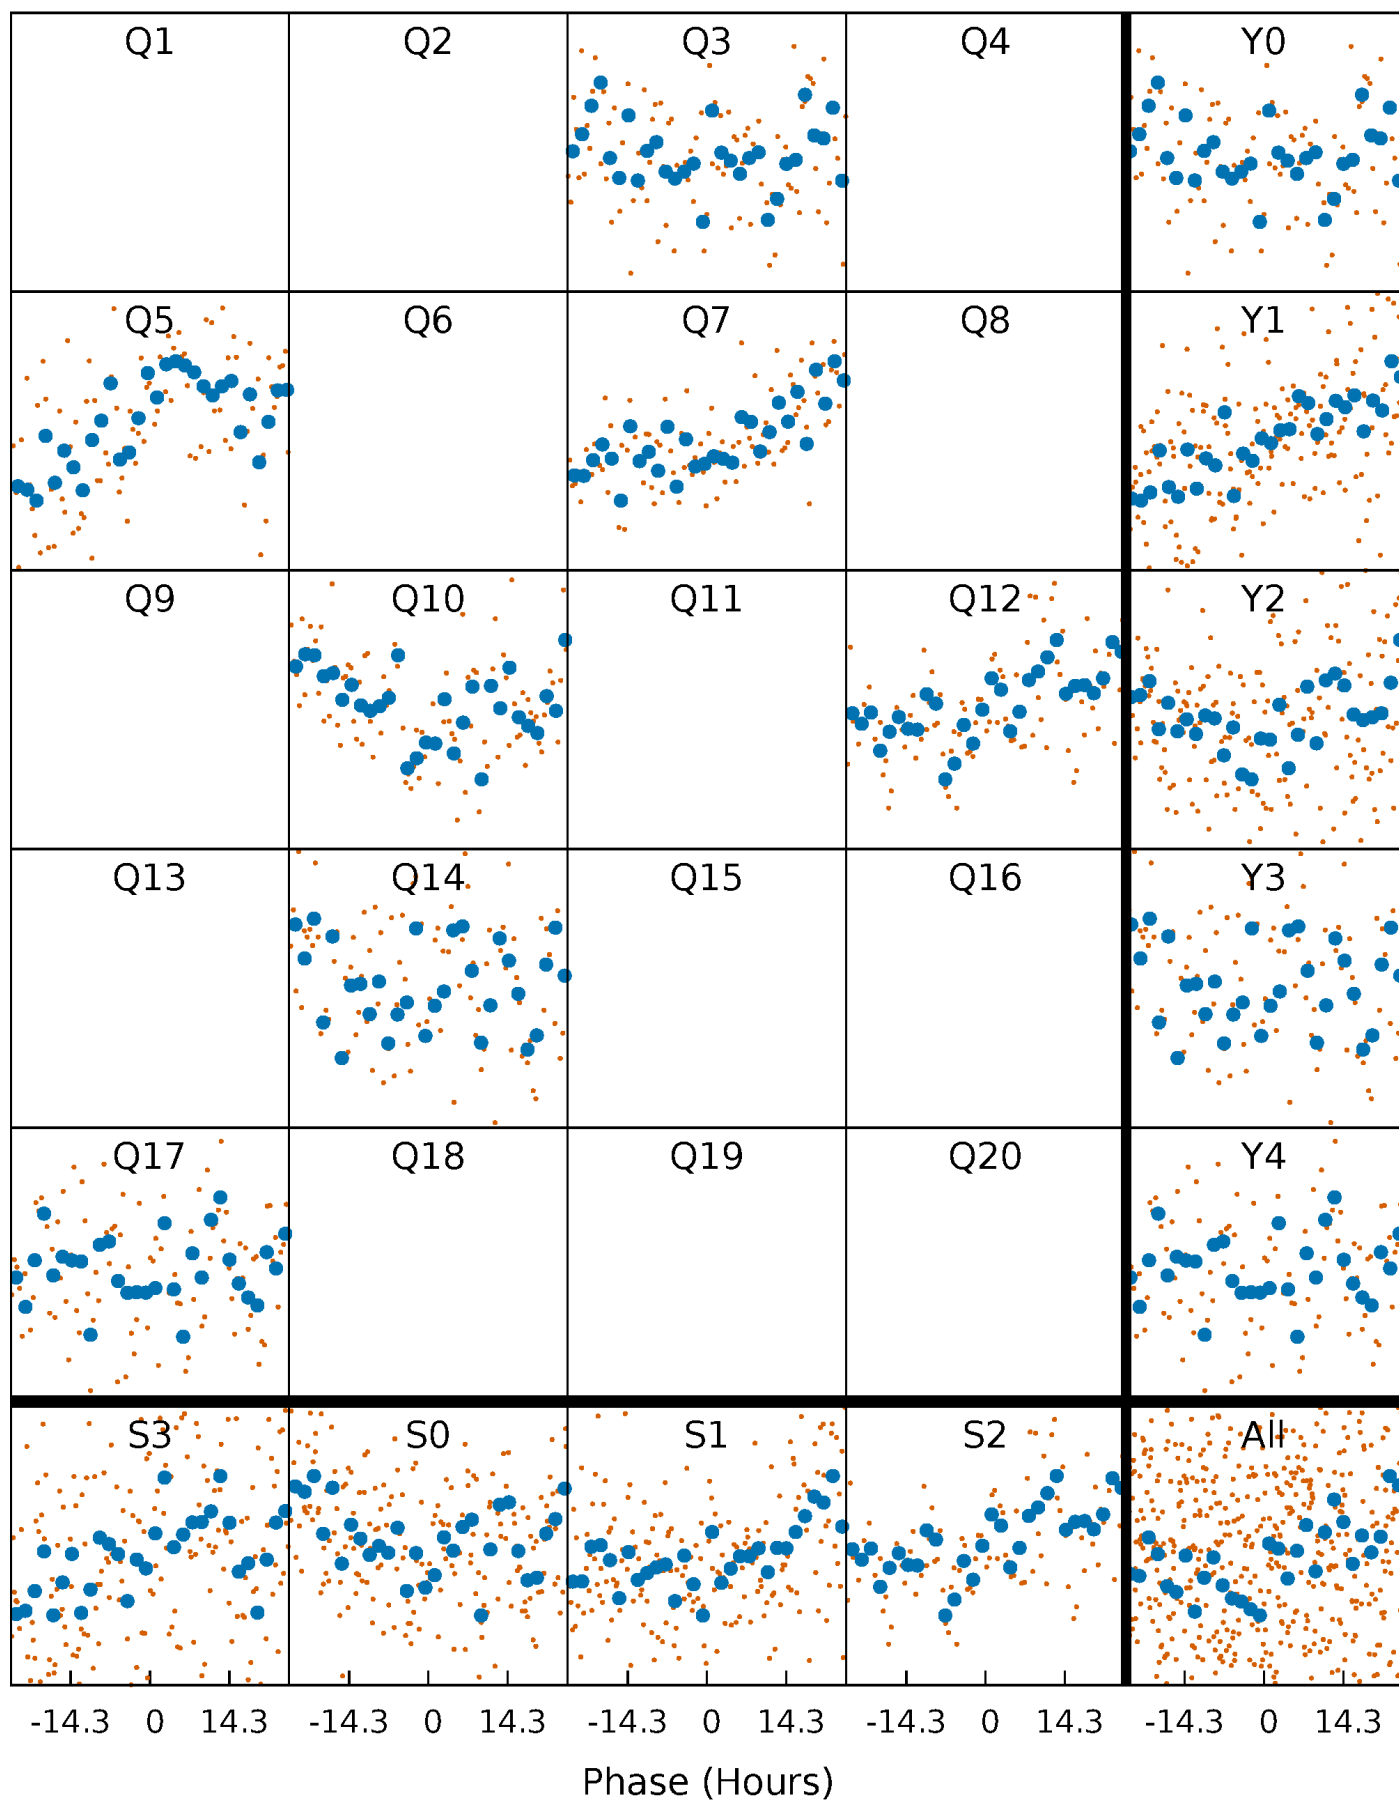 Q1 Q2 Q3 Q4 Y0
Q5 Q6 Q7 Q8 Y1
Q9 Q10 Q11 Q12 Y2
Q13 Q14 Q15 Q16 Y3
Q17 Q18 Q19 Q20 Y4
S3 S0 S1 S2 All
-14.3 0 14.3 -14.3 0 14.3 -14.3 0 14.3 -14.3 0 14.3 -14.3 0 14.3
Phase (Hours)